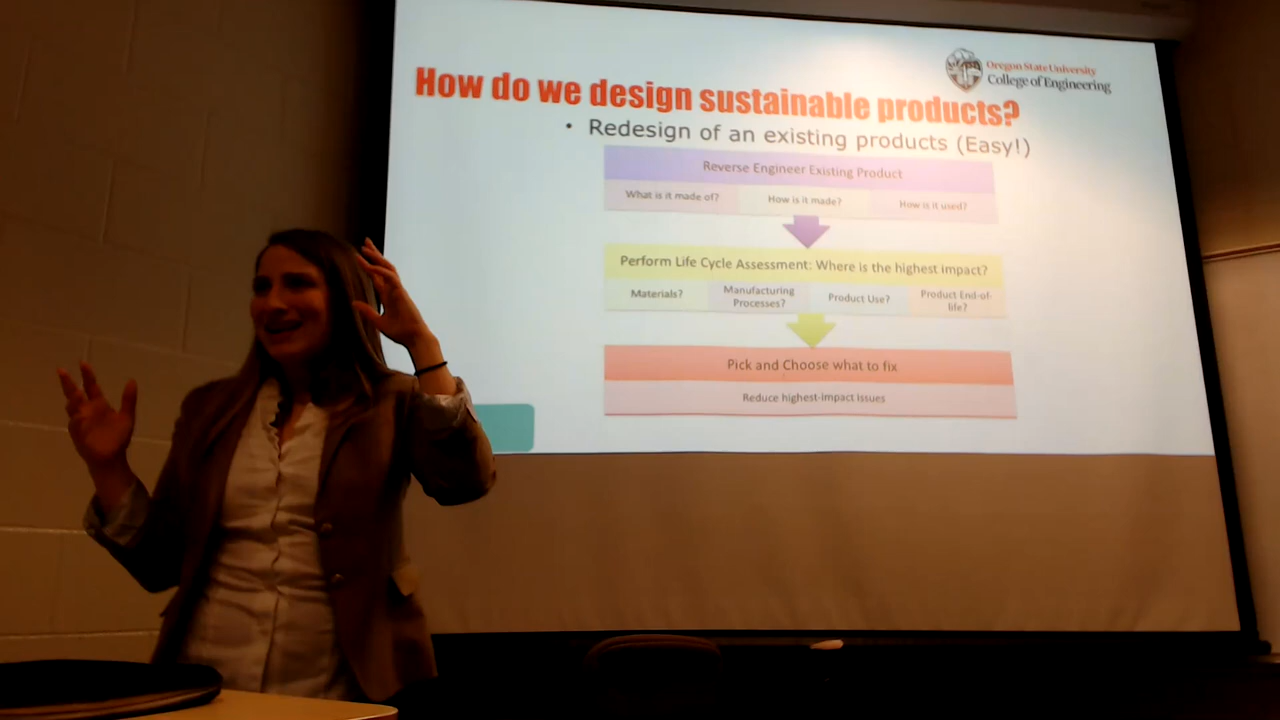 Oregon State University
College of Engineering
How do we design sustainable products?
• Redesign of an existing products (Easy!)
Reverse Engineer Existing Product
What is it made of? How is it made? How is it used?
Perform Life Cycle Assessment: Where is the highest impact?
Materials? Manufacturing Processes? Product Use? Product End-of-life?
Pick and Choose what to fix
Reduce highest-impact issues